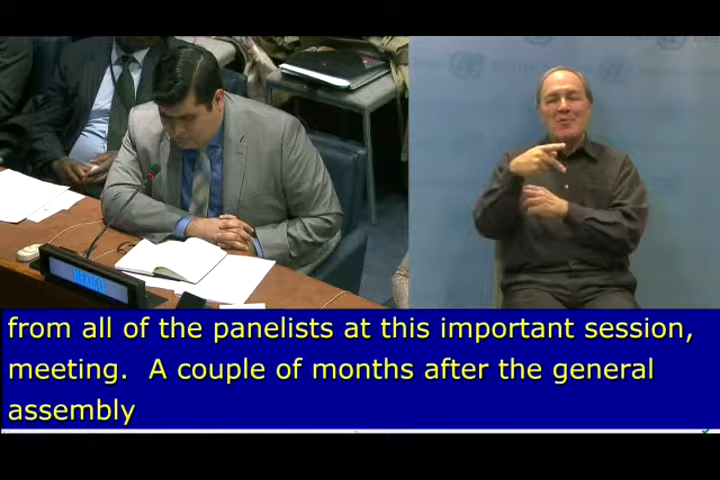 MEXICO
from all of the panelists at this important session,
meeting.  A couple of months after the general
assembly